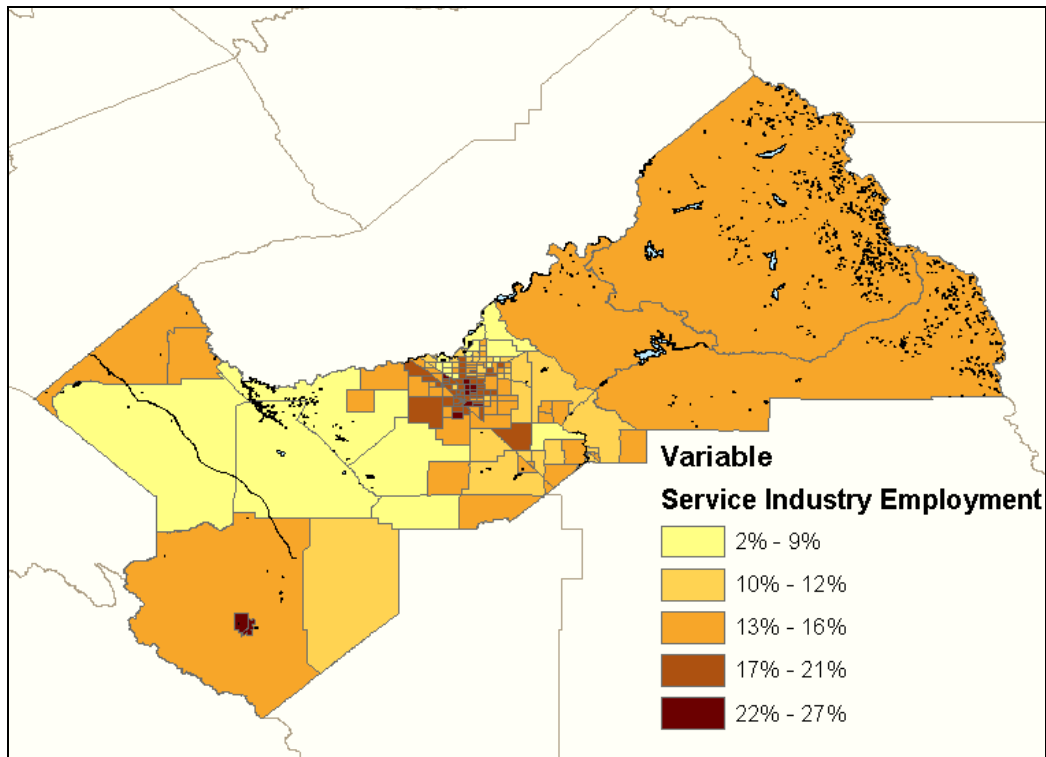 Variable
Service Industry Employment
2% - 9%
10% - 12%
13% - 16%
17% - 21%
22% - 27%